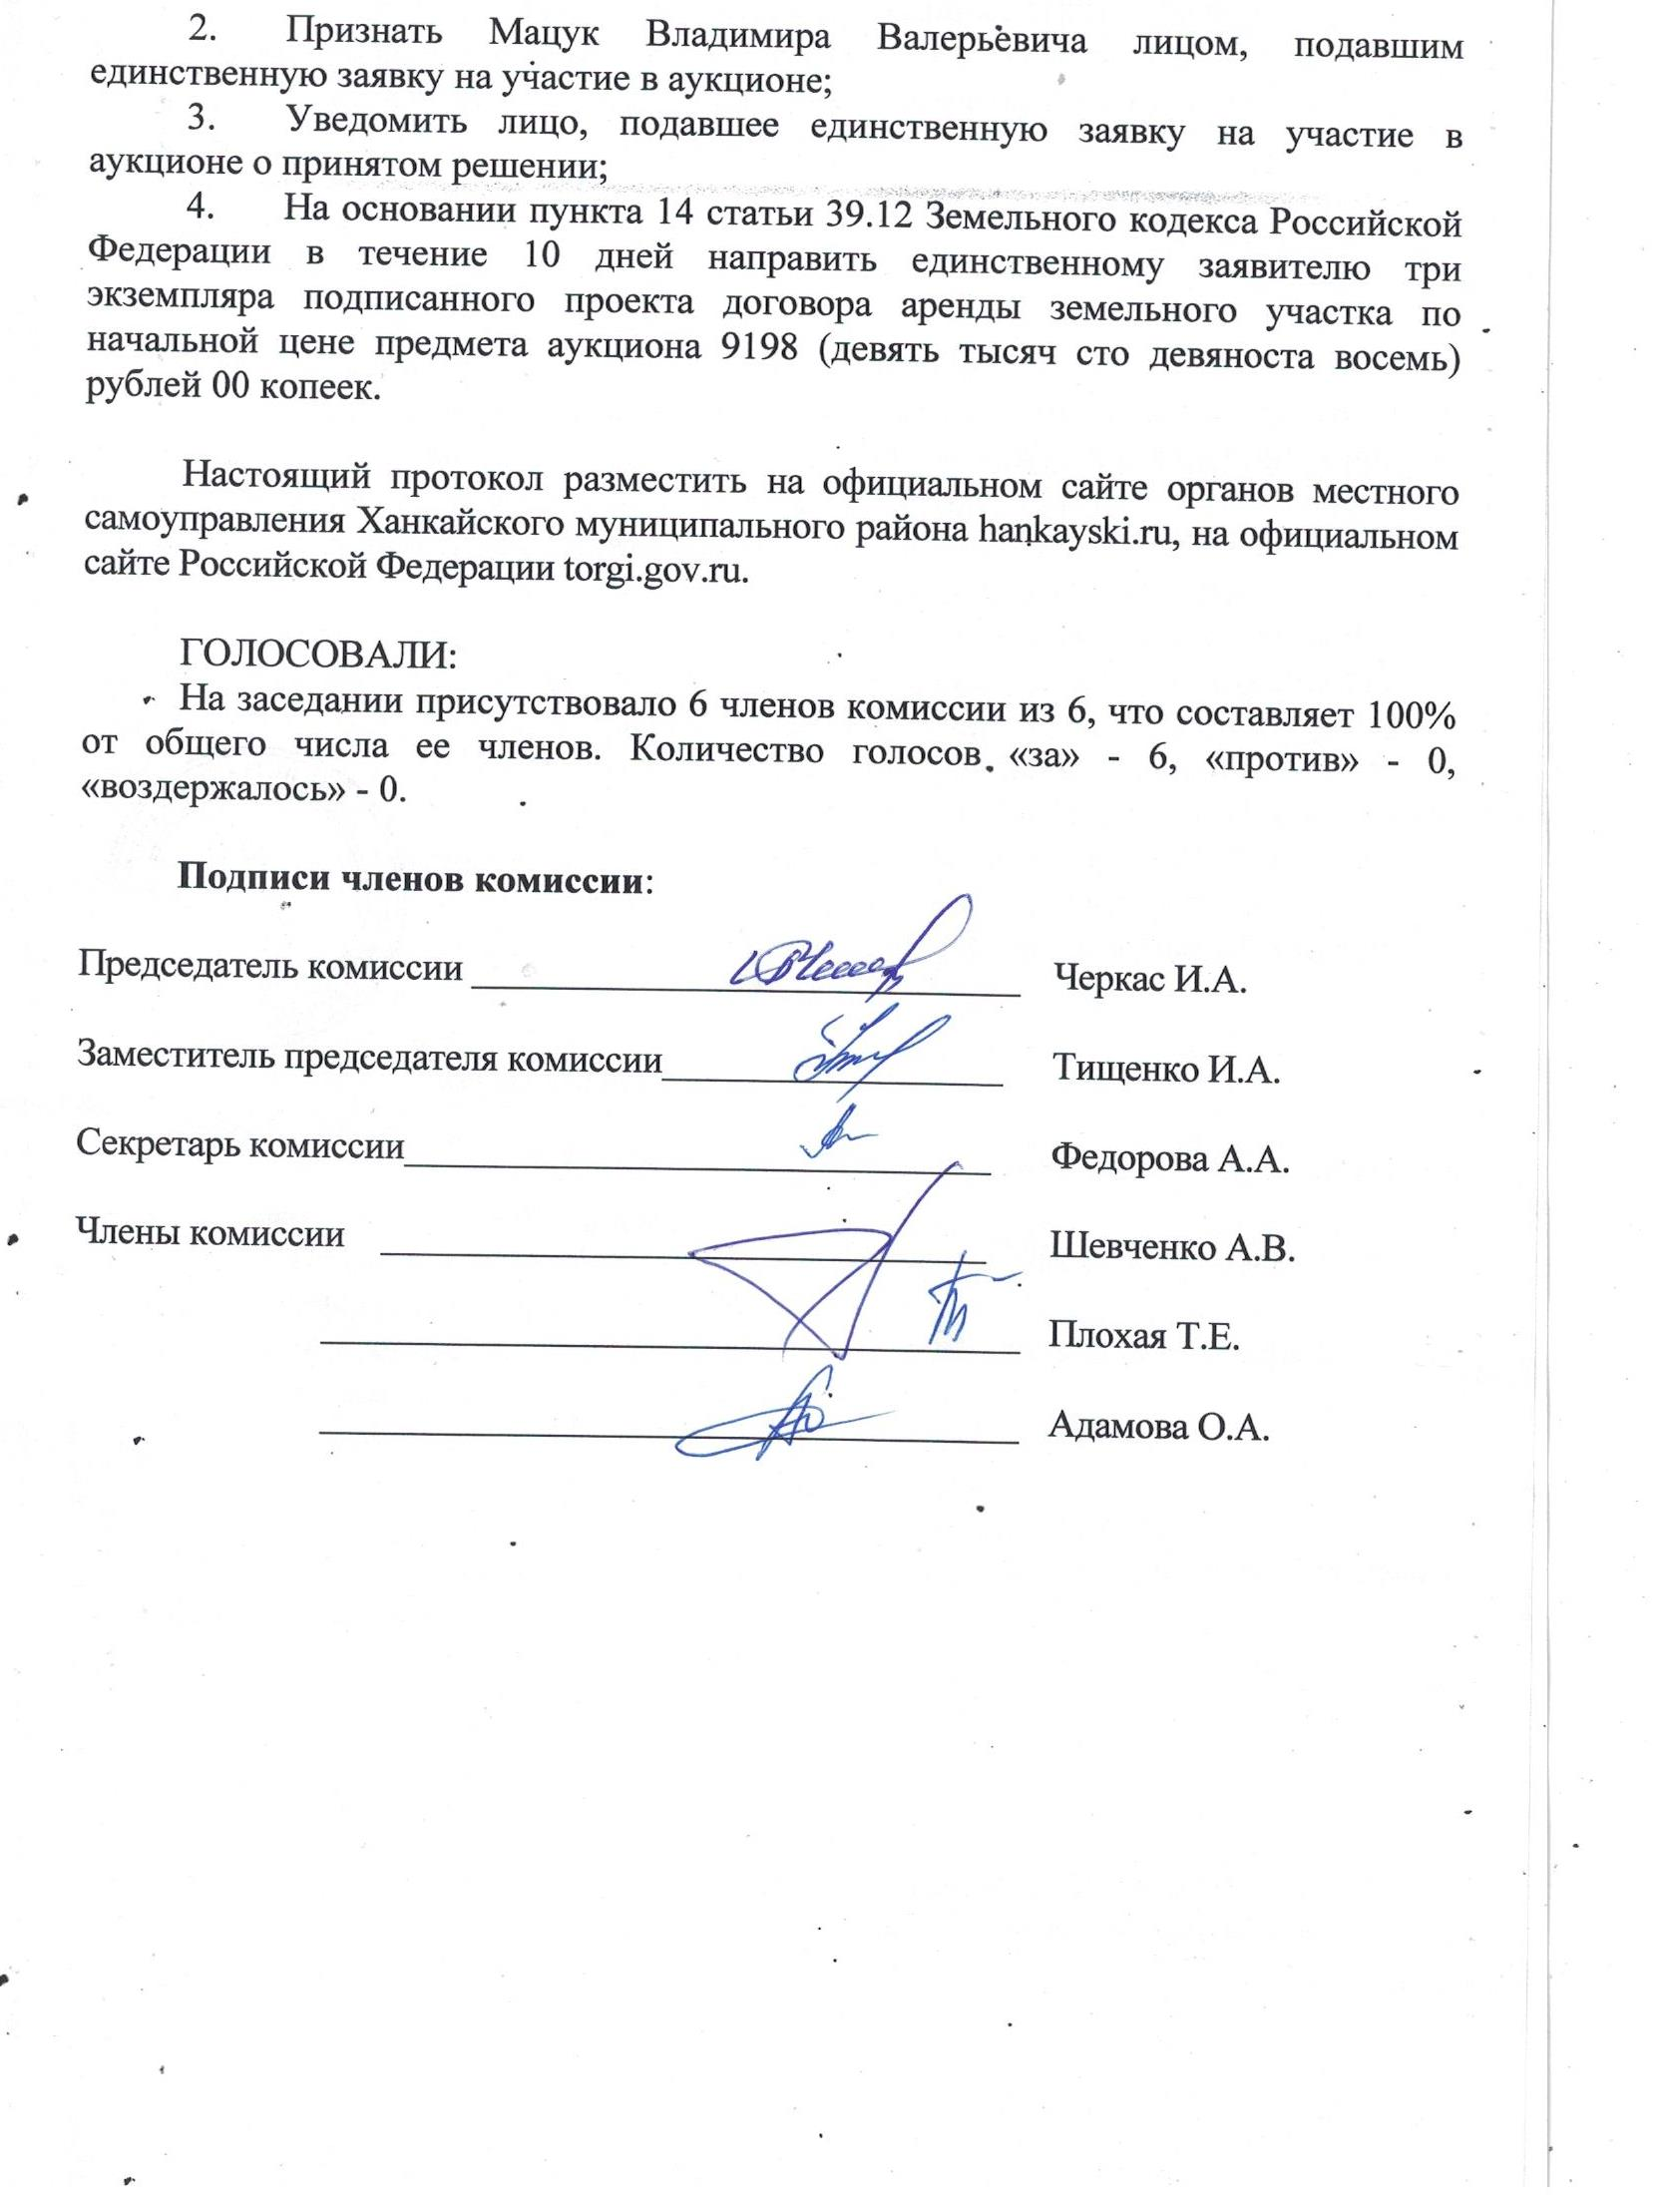 2. Признать Мацук Владимира Валерьевича лицом, подавшим
единственную заявку на участие в аукционе;
3. Уведомить лицо, подавшее единственную заявку на участие в
аукционе о принятом решении;
4. На основании пункта 14 статьи 39.12 Земельного кодекса Российской
Федерации в течение 10 дней направить единственному заявителю три
экземпляра подписанного проекта договора аренды земельного участка по
начальной цене предмета аукциона 9198 (девять тысяч сто девяноста восемь)
рублей 00 копеек.
Настоящий протокол разместить на официальном сайте органов местного
самоуправления Ханкайского муниципального района hankayski.ru, на официальном
сайте Российской Федерации torgi.gov.ru.
ГОЛОСОВАЛИ:
На заседании присутствовало 6 членов комиссии из 6, что составляет 100%
от общего числа ее членов. Количество голосов «за» - 6, «против» - 0,
«воздержалось» - 0.
Подписи членов комиссии:
Председатель комиссии Черкас И.А.
Заместитель председателя комиссии Тищенко И.А.
Секретарь комиссии Федорова А.А.
Члены комиссии Шевченко А.В.
Плохая Т.Е.
Адамова О.А.